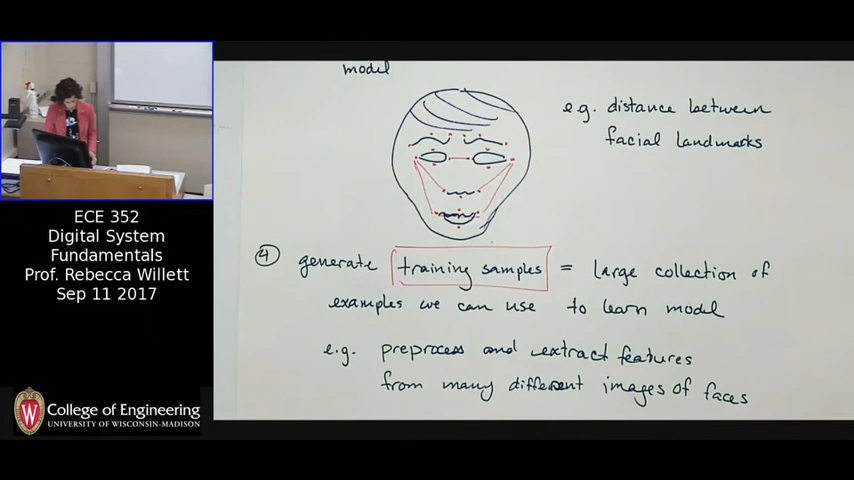 model
e.g. distance between
facial landmarks
④ generate training samples = large collection of
examples we can use to learn model
e.g. preprocess and extract features
from many different images of faces
ECE 352
Digital System
Fundamentals
Prof. Rebecca Willett
Sep 11 2017
W
College of Engineering
UNIVERSITY OF WISCONSIN-MADISON